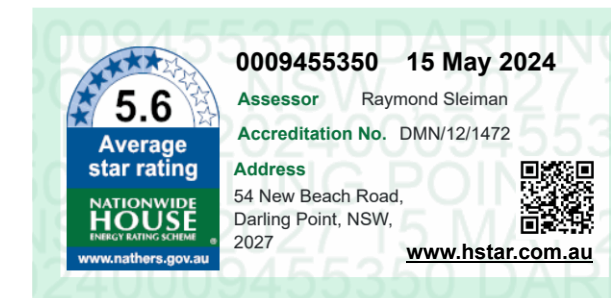 0009455350 15 May 2024
5.6
Average
star rating
NATIONWIDE
HOUSE
ENERGY RATING SCHEME
www.nathers.gov.au
Assessor Raymond Sleiman
Accreditation No. DMN/12/1472
Address
54 New Beach Road,
Darling Point, NSW,
2027
www.hstar.com.au